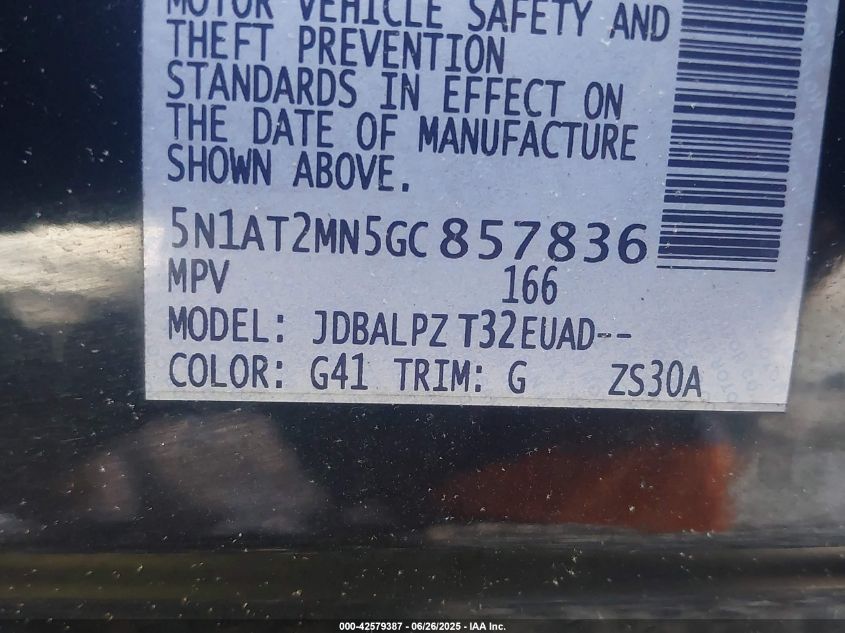 MOTOR VEHICLE SAFETY AND
THEFT PREVENTION
STANDARDS IN EFFECT ON
THE DATE OF MANUFACTURE
SHOWN ABOVE.
5N1AT2MN5GC857836
MPV 166
MODEL: JDBALPZ T32EUAD--
COLOR: G41 TRIM: G ZS30A
000-42579387 - 06/26/2025 - IAA Inc.